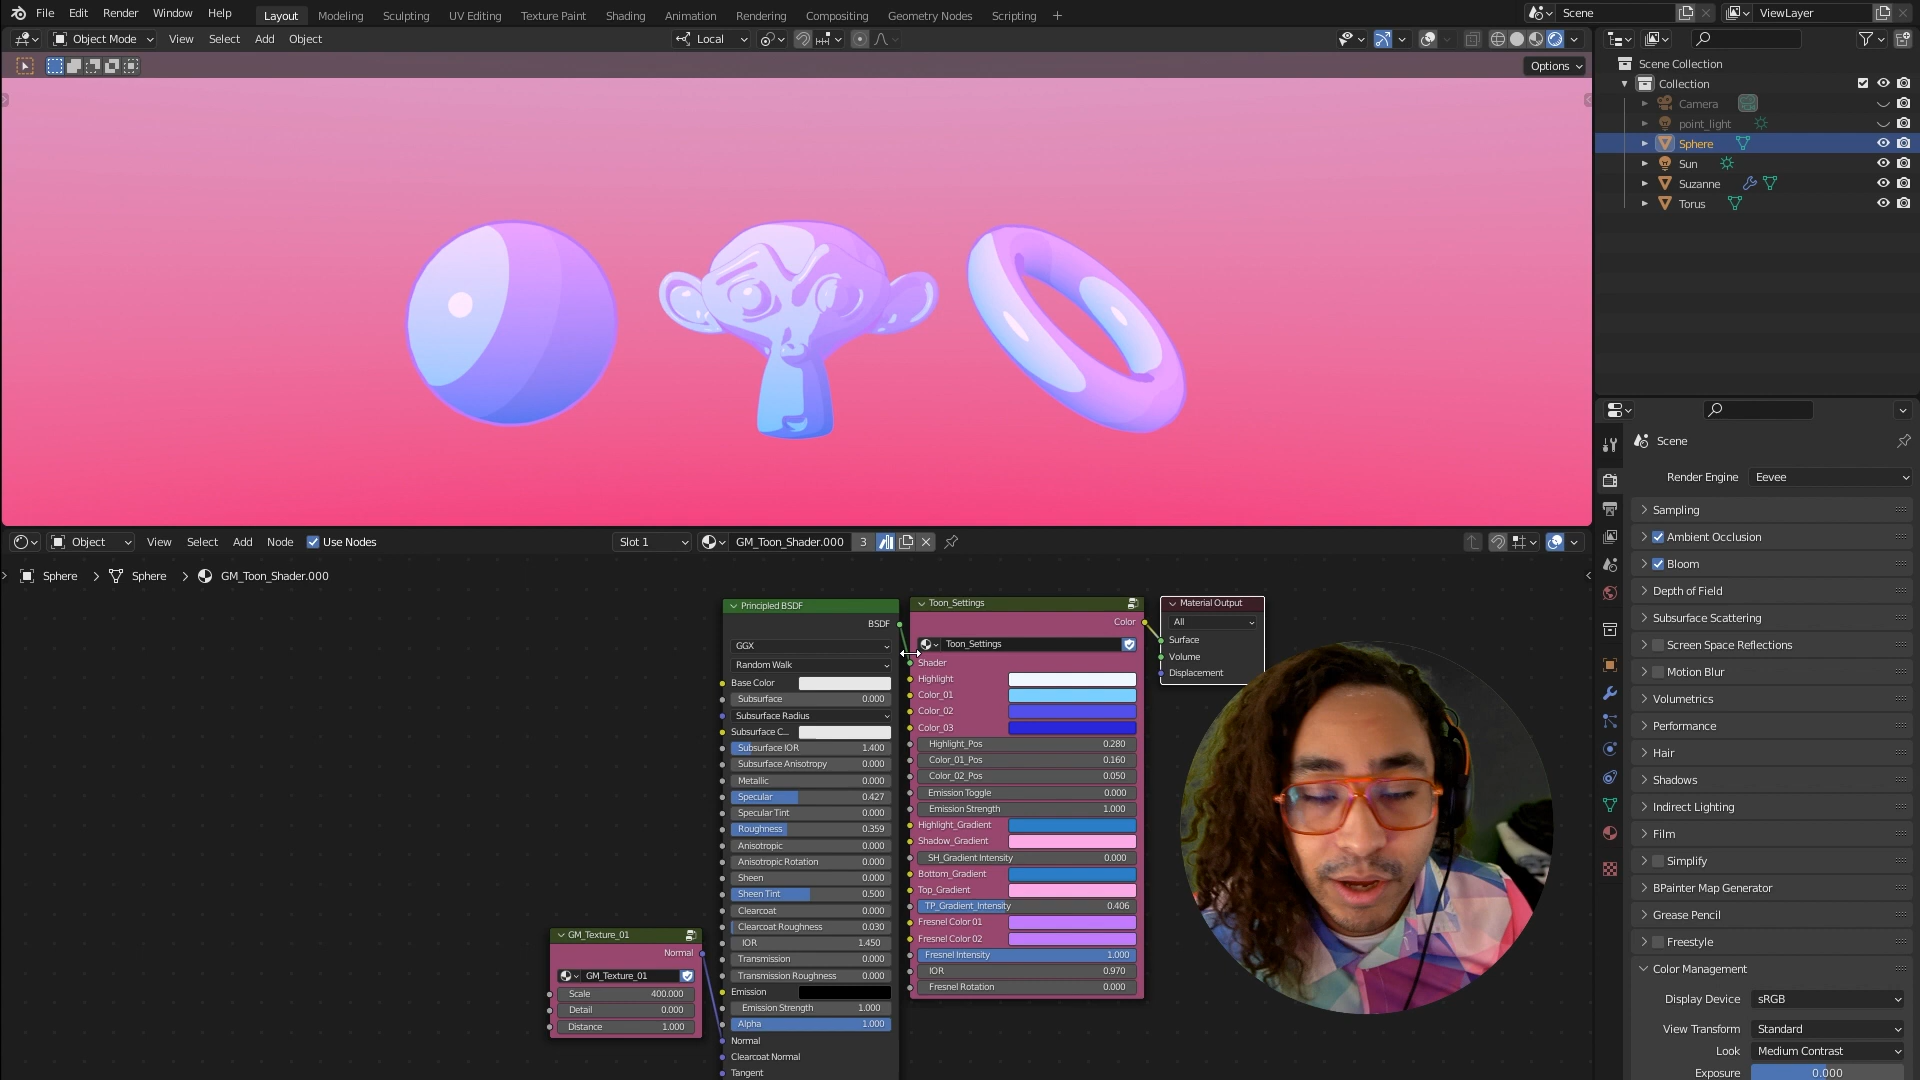 File Edit Render Window Help Layout Modeling Sculpting UV Editing Texture Paint Shading Animation Rendering Compositing Geometry Nodes Scripting + Scene ViewLayer
Object Mode View Select Add Object Local
Options
Scene Collection
Collection
Camera
point_light
Sphere
Sun
Suzanne
Torus
Scene
Render Engine Eevee
Sampling
Ambient Occlusion
Bloom
Depth of Field
Subsurface Scattering
Screen Space Reflections
Motion Blur
Volumetrics
Performance
Hair
Shadows
Indirect Lighting
Film
Simplify
BPainter Map Generator
Grease Pencil
Freestyle
Color Management
Display Device sRGB
View Transform Standard
Look Medium Contrast
Exposure 0.000
Object View Select Add Node Use Nodes Slot 1 GM_Toon_Shader.000 3
Sphere > Sphere > GM_Toon_Shader.000
GM_Texture_01
Normal
GM_Texture_01
Scale 400.000
Detail 0.000
Distance 1.000
Principled BSDF
BSDF
GGX
Random Walk
Base Color
Subsurface 0.000
Subsurface Radius
Subsurface C...
Subsurface IOR 1.400
Subsurface Anisotropy 0.000
Metallic 0.000
Specular 0.427
Specular Tint 0.000
Roughness 0.359
Anisotropic 0.000
Anisotropic Rotation 0.000
Sheen 0.000
Sheen Tint 0.500
Clearcoat 0.000
Clearcoat Roughness 0.030
IOR 1.450
Transmission 0.000
Transmission Roughness 0.000
Emission
Emission Strength 1.000
Alpha 1.000
Normal
Clearcoat Normal
Tangent
Toon_Settings
Color
Toon_Settings
Shader
Highlight
Color_01
Color_02
Color_03
Highlight_Pos 0.280
Color_01_Pos 0.160
Color_02_Pos 0.050
Emission Toggle 0.000
Emission Strength 1.000
Highlight_Gradient
Shadow_Gradient
SH_Gradient Intensity 0.000
Bottom_Gradient
Top_Gradient
TP_Gradient_Intensity 0.406
Fresnel Color 01
Fresnel Color 02
Fresnel Intensity 1.000
IOR 0.970
Fresnel Rotation 0.000
Material Output
All
Surface
Volume
Displacement